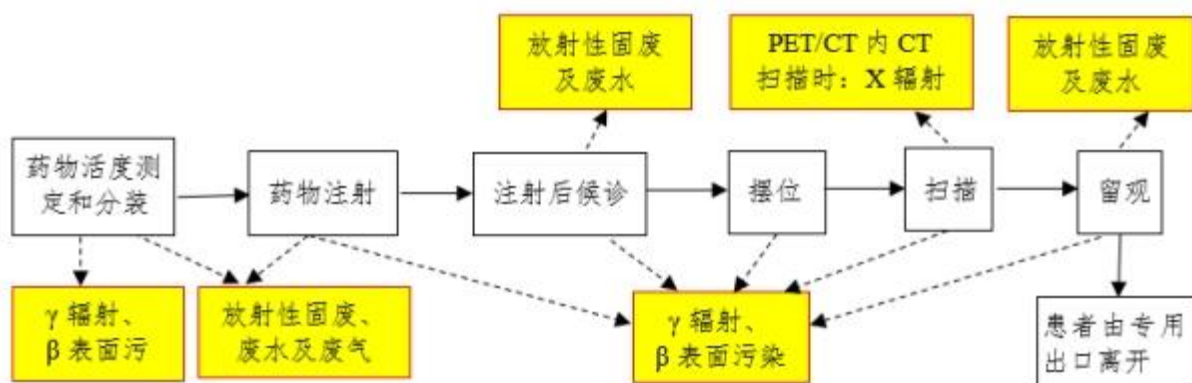 放射性固废
及废水
PET/CT 内 CT
扫描时：X 辐射
放射性固废
及废水
药物活度测
定和分装
药物注射
注射后候诊
摆位
扫描
留观
γ 辐射、
β 表面污
放射性固废、
废水及废气
γ 辐射、
β 表面污染
患者由专用
出口离开